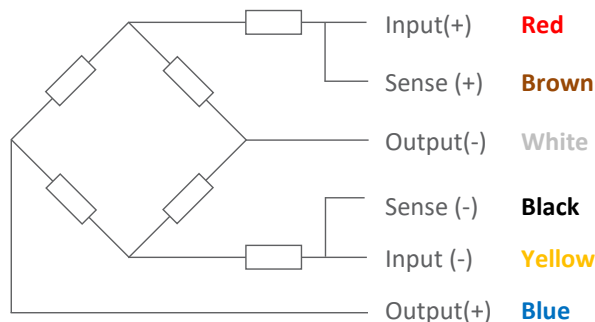 Input(+) Red
Sense (+) Brown
Output(-) White
Sense (-) Black
Input (-) Yellow
Output(+) Blue